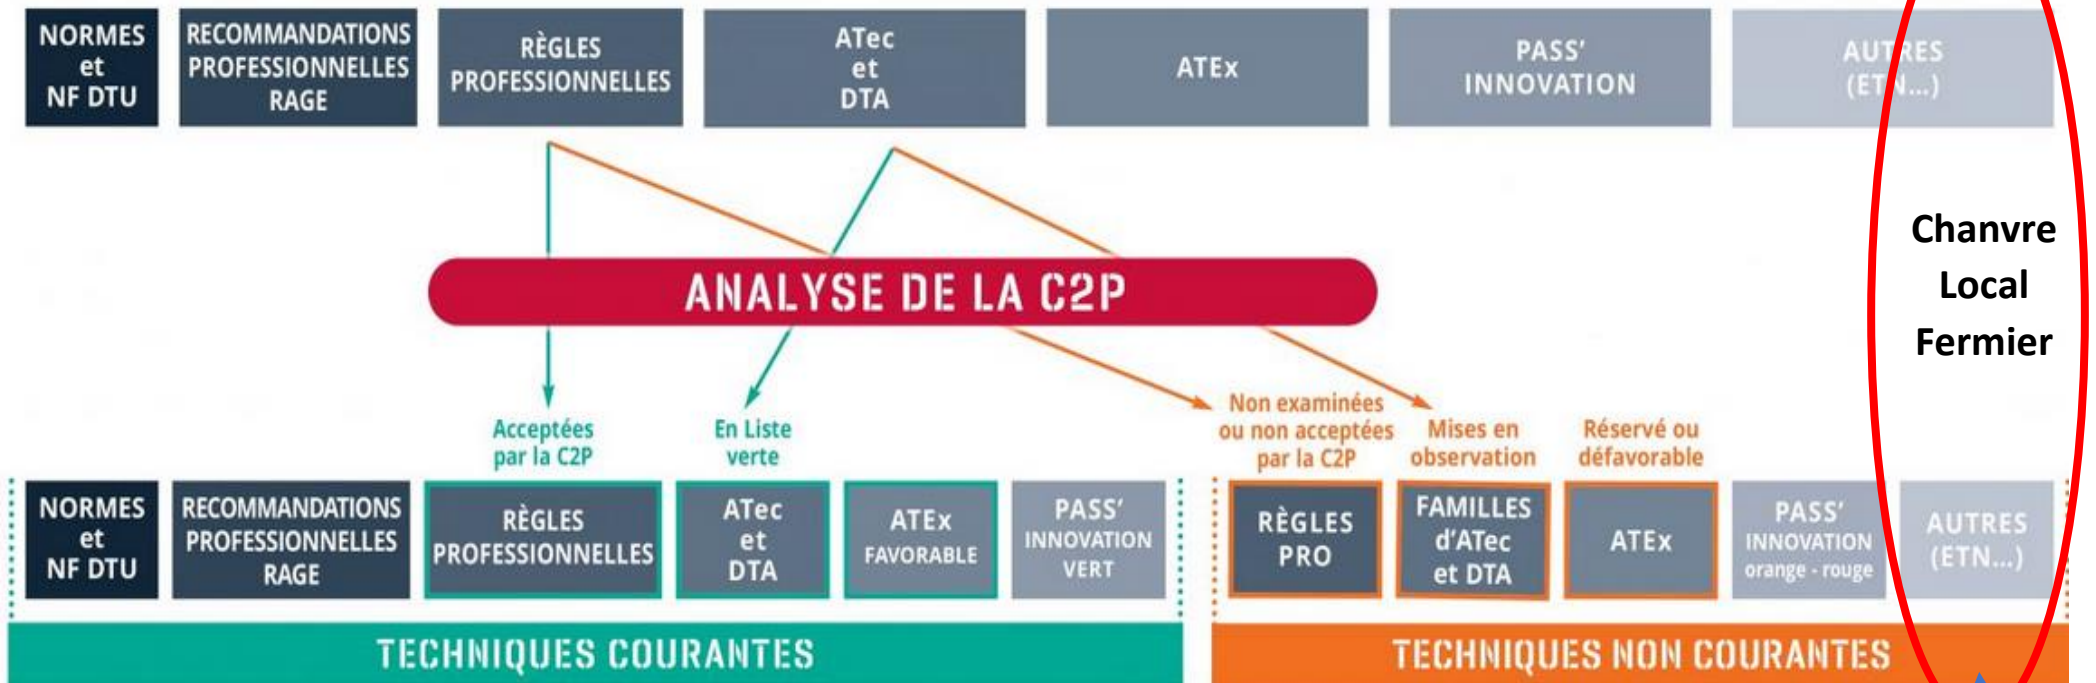 NORMES
et
NF DTU
RECOMMANDATIONS
PROFESSIONNELLES
RAGE
RÈGLES
PROFESSIONNELLES
ATec
et
DTA
ATEx
PASS'
INNOVATION
AUTRES
(ETN...)
Chanvre
Local
Fermier
ANALYSE DE LA C2P
Acceptées
par la C2P
En Liste
verte
Non examinées
ou non acceptées
par la C2P
Mises en
observation
Réservé ou
défavorable
NORMES
et
NF DTU
RECOMMANDATIONS
PROFESSIONNELLES
RAGE
RÈGLES
PROFESSIONNELLES
ATec
et
DTA
ATEx
FAVORABLE
PASS'
INNOVATION
VERT
RÈGLES
PRO
FAMILLES
d'ATec
et DTA
ATEx
PASS'
INNOVATION
orange - rouge
AUTRES
(ETN...)
TECHNIQUES COURANTES
TECHNIQUES NON COURANTES